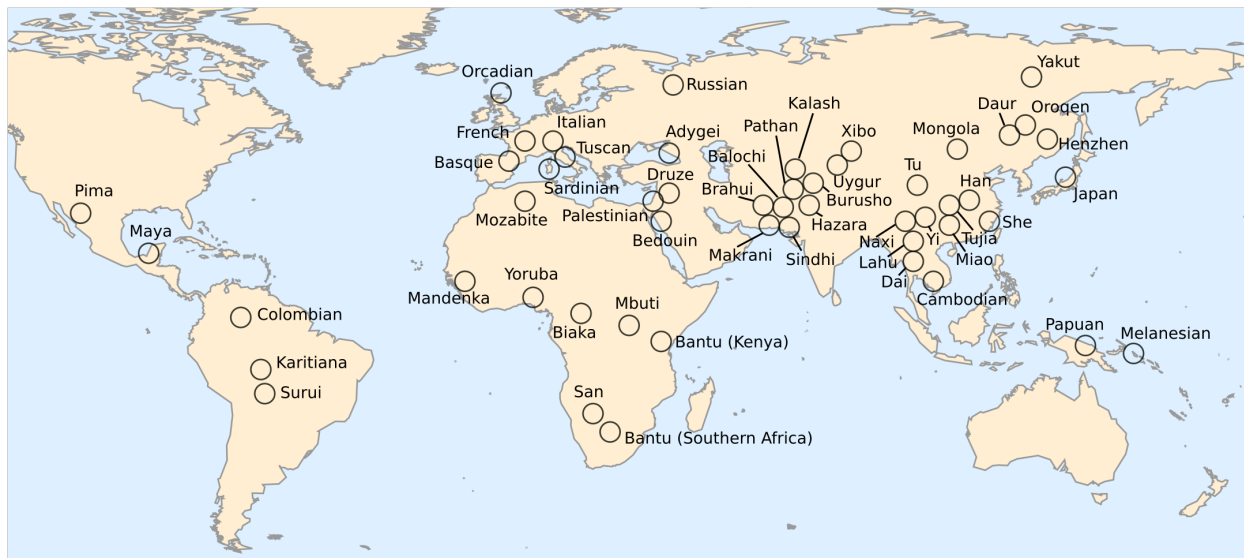 Yakut
Orcadian
Russian
Kalash
Daur
Oroqen
French
Italian
Adygei
Pathan
Xibo
Mongola
Henzhen
Basque
Tuscan
Balochi
Tu
Druze
Sardinian
Brahui
Uygur
Burusho
Han
Japan
Pima
Mozabite
Palestinian
Hazara
She
Maya
Bedouin
Makrani
Sindhi
Naxi
Yi
Tujia
Miao
Lahu
Dai
Cambodian
Mandenka
Yoruba
Mbuti
Colombian
Biaka
Bantu (Kenya)
Papuan
Melanesian
Karitiana
Surui
San
Bantu (Southern Africa)